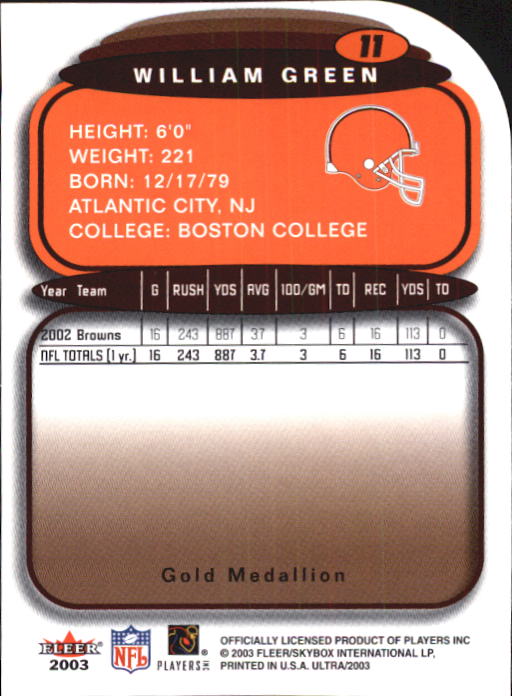 11
WILLIAM GREEN
HEIGHT: 6'0"
WEIGHT: 221
BORN: 12/17/79
ATLANTIC CITY, NJ
COLLEGE: BOSTON COLLEGE
Year Team G RUSH YDS AVG 100/GM TD REC YDS TD
2002 Browns 16 243 887 3.7 3 6 16 113 0
NFL TOTALS (1 yr.) 16 243 887 3.7 3 6 16 113 0
Gold Medallion
FLEER
2003
NFL
PLAYERS INC
OFFICIALLY LICENSED PRODUCT OF PLAYERS INC
© 2003 FLEER/SKYBOX INTERNATIONAL LP,
PRINTED IN U.S.A. ULTRA/2003